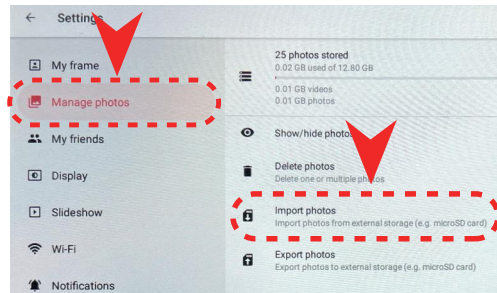 Settings
My frame
Manage photos
My friends
Display
Slideshow
Wi-Fi
Notifications
25 photos stored
0.02 GB used of 12.80 GB
0.01 GB videos
0.01 GB photos
Show/hide photos
Delete photos
Delete one or multiple photos
Import photos
Import photos from external storage (e.g. microSD card)
Export photos
Export photos to external storage (e.g. microSD card)